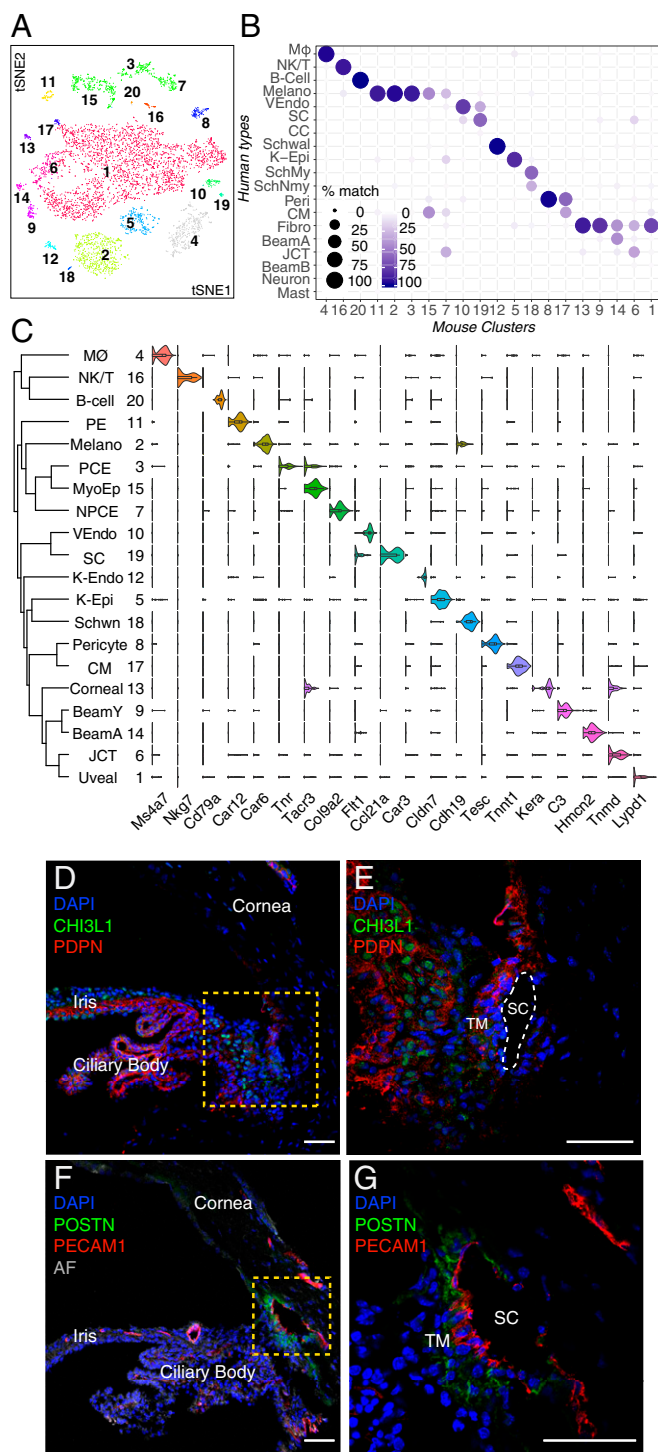 A
tSNE2
tSNE1
3
7
11
15
20
16
8
17
13
1
6
14
9
10
19
5
4
12
2
18
B
Human types
Mϕ
NK/T
B-Cell
Melano
VEndo
SC
CC
Schwal
K-Epi
SchMy
SchNmy
Peri
CM
Fibro
BeamA
JCT
BeamB
Neuron
Mast
% match
0
25
50
75
100
0
25
50
75
100
4 16 20 11 2 3 15 7 10 19 12 5 18 8 17 13 9 14 6 1
Mouse Clusters
C
MØ 4
NK/T 16
B-cell 20
PE 11
Melano 2
PCE 3
MyoEp 15
NPCE 7
VEndo 10
SC 19
K-Endo 12
K-Epi 5
Schwn 18
Pericyte 8
CM 17
Corneal 13
BeamY 9
BeamA 14
JCT 6
Uveal 1
Ms4a7 Nkg7 Cd79a Car12 Car6 Tnr Tacr3 Col9a2 Flt1 Ccl21a Car3 Cldn7 Cdh19 Tesc Tnnt1 Kera C3 Hmcn2 Tnmd Lypd1
D
DAPI
CHI3L1
PDPN
Cornea
Iris
Ciliary Body
E
DAPI
CHI3L1
PDPN
TM
SC
F
DAPI
POSTN
PECAM1
AF
Cornea
Iris
Ciliary Body
G
DAPI
POSTN
PECAM1
SC
TM